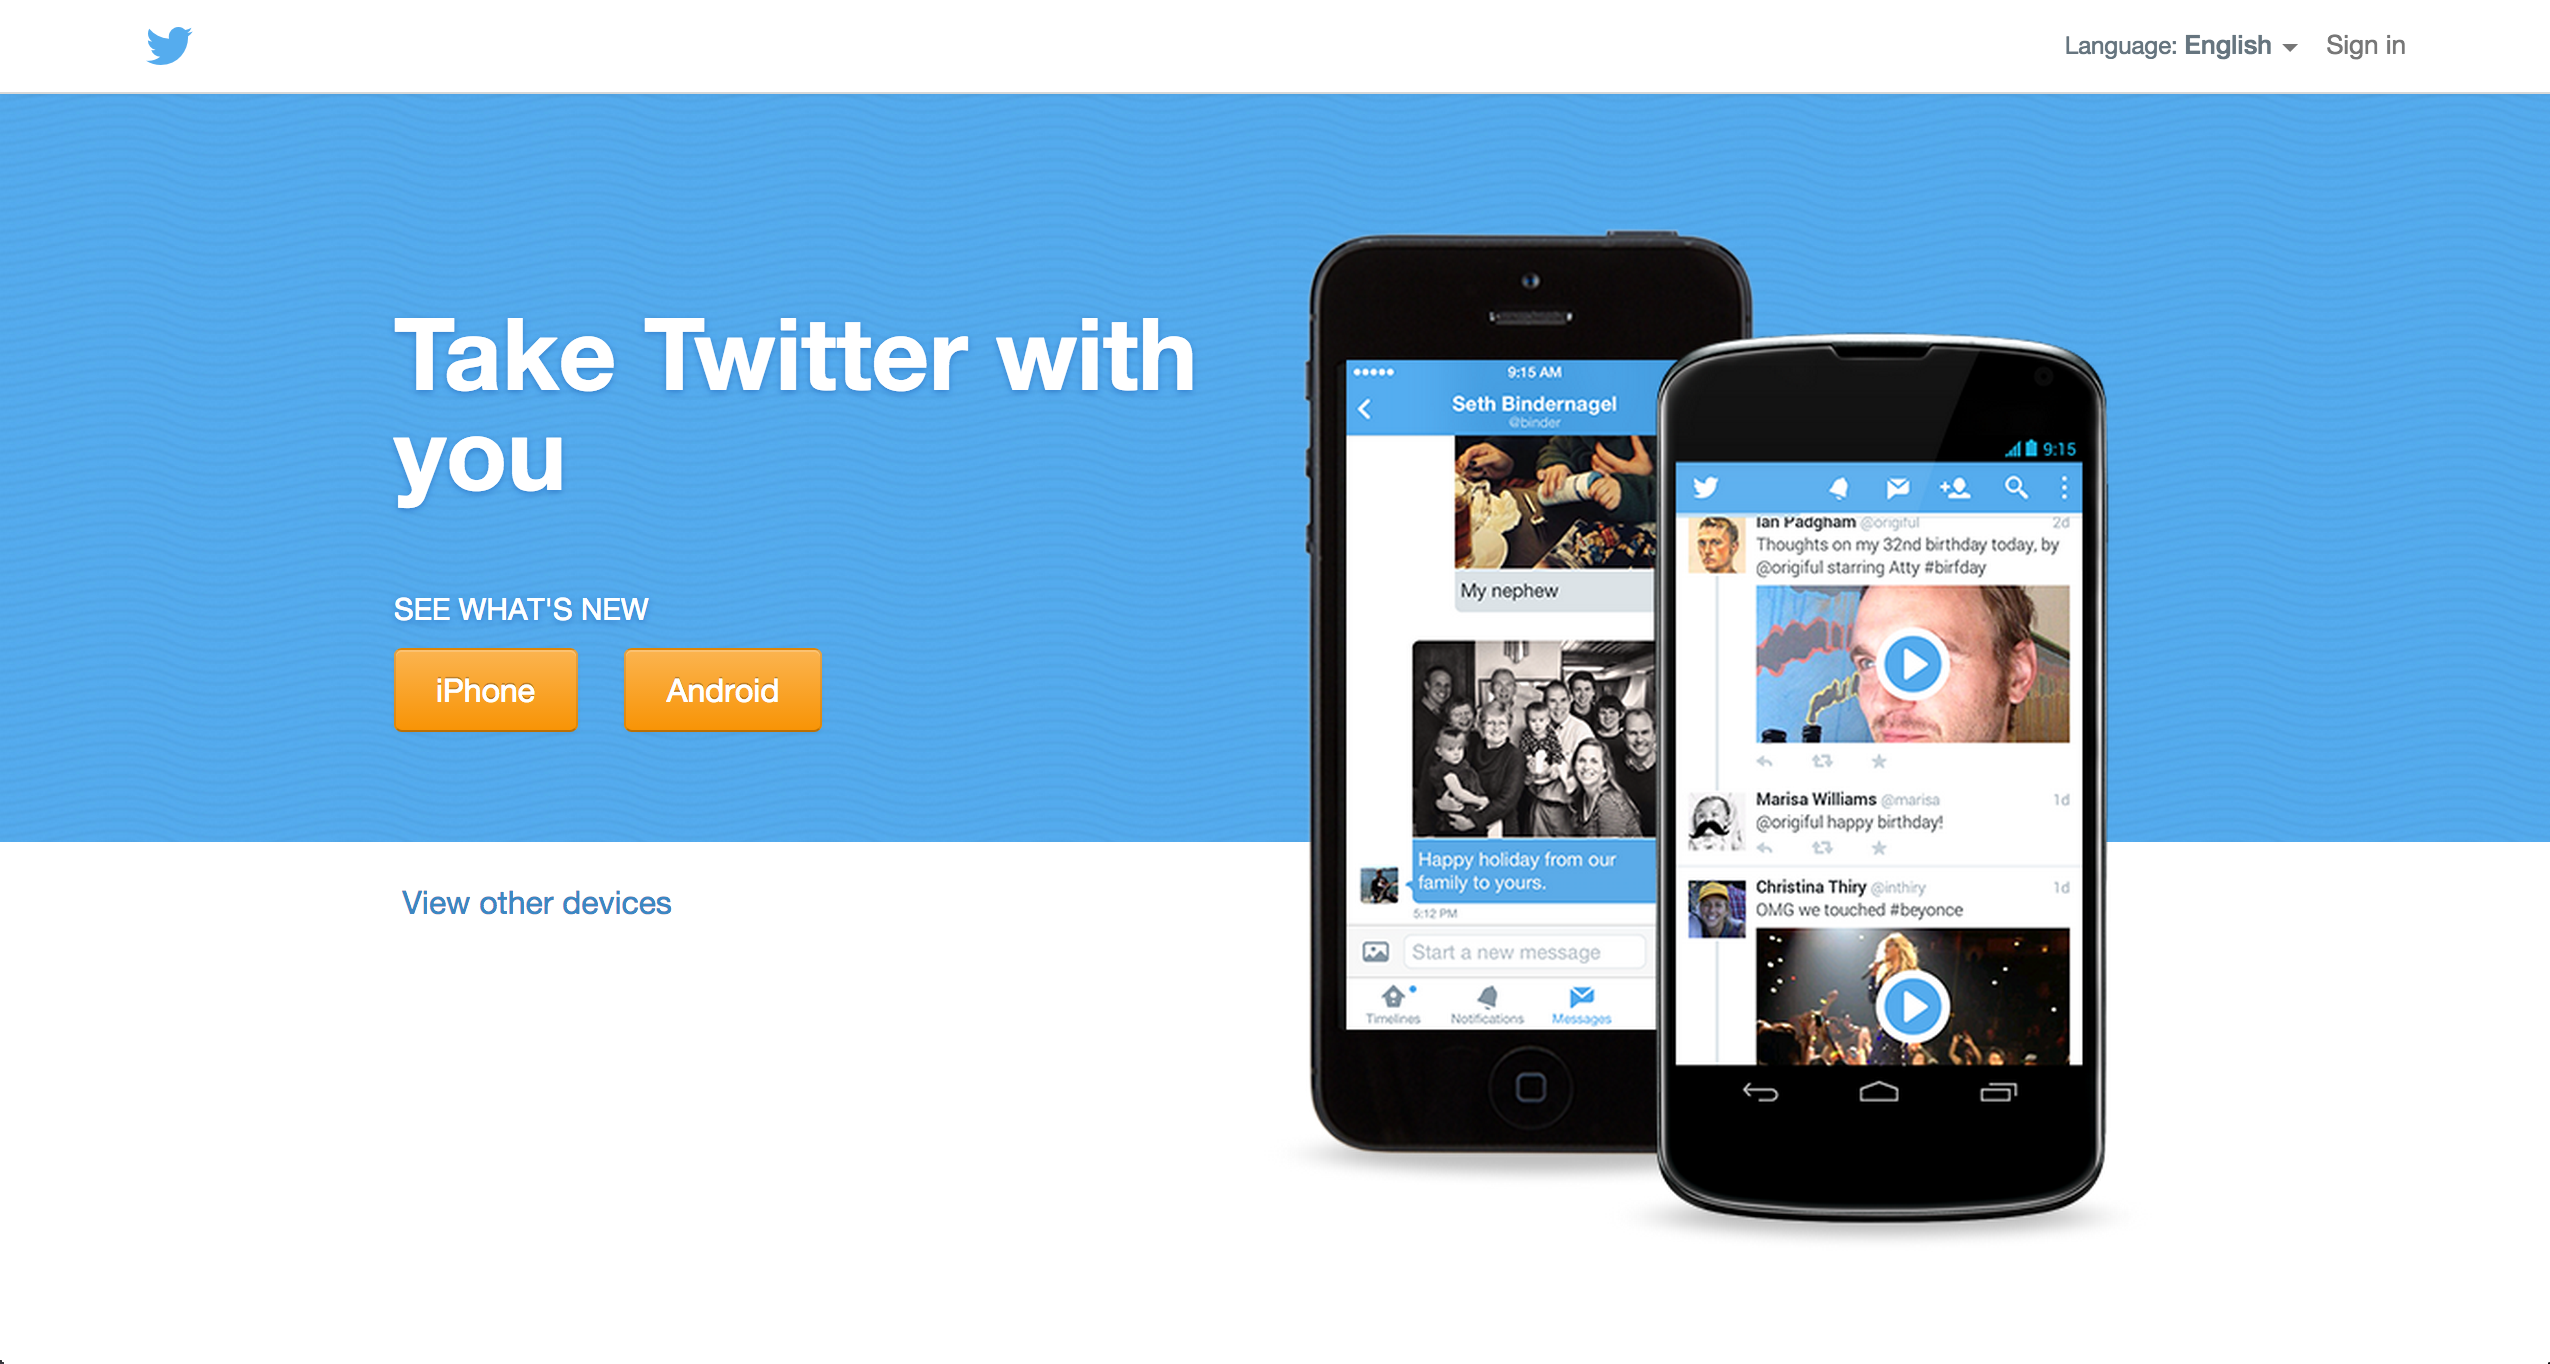 Language: English
Sign in
Take Twitter with
you
SEE WHAT'S NEW
iPhone
Android
View other devices
9:15 AM
Seth Bindernagel
@binder
My nephew
Happy holiday from our
family to yours.
5:12 PM
Start a new message
Timelines
Notifications
Messages
9:15
Ian Padgham @origiful 2d
Thoughts on my 32nd birthday today, by
@origiful starring Atty #birfday
Marisa Williams @marisa 1d
@origiful happy birthday!
Christina Thiry @inthiry 1d
OMG we touched #beyonce